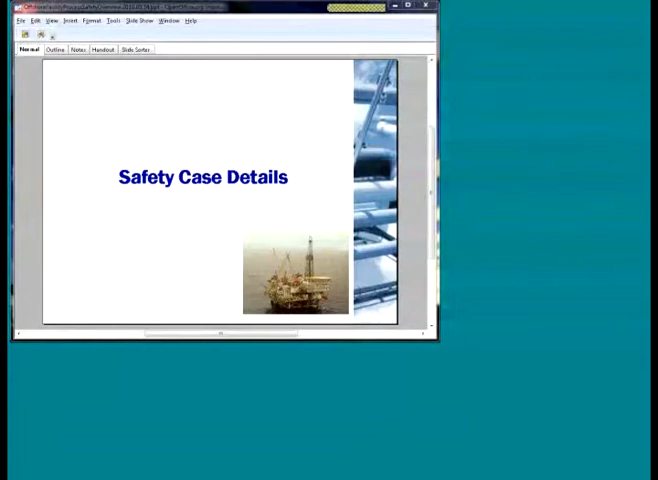 File Edit View Insert Format Tools Slide Show Window Help
Normal Outline Notes Handout Slide Sorter
Safety Case Details